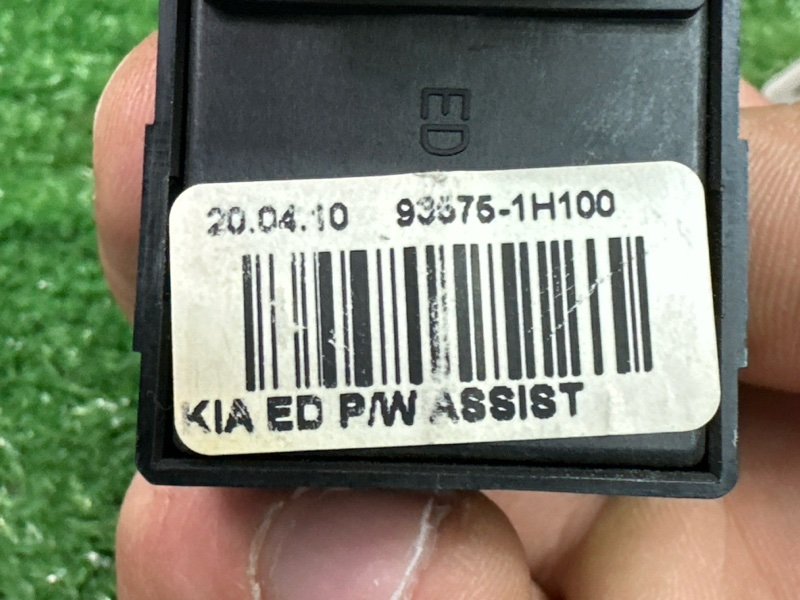 ED
20.04.10 93575-1H100
KIA ED P/W ASSIST